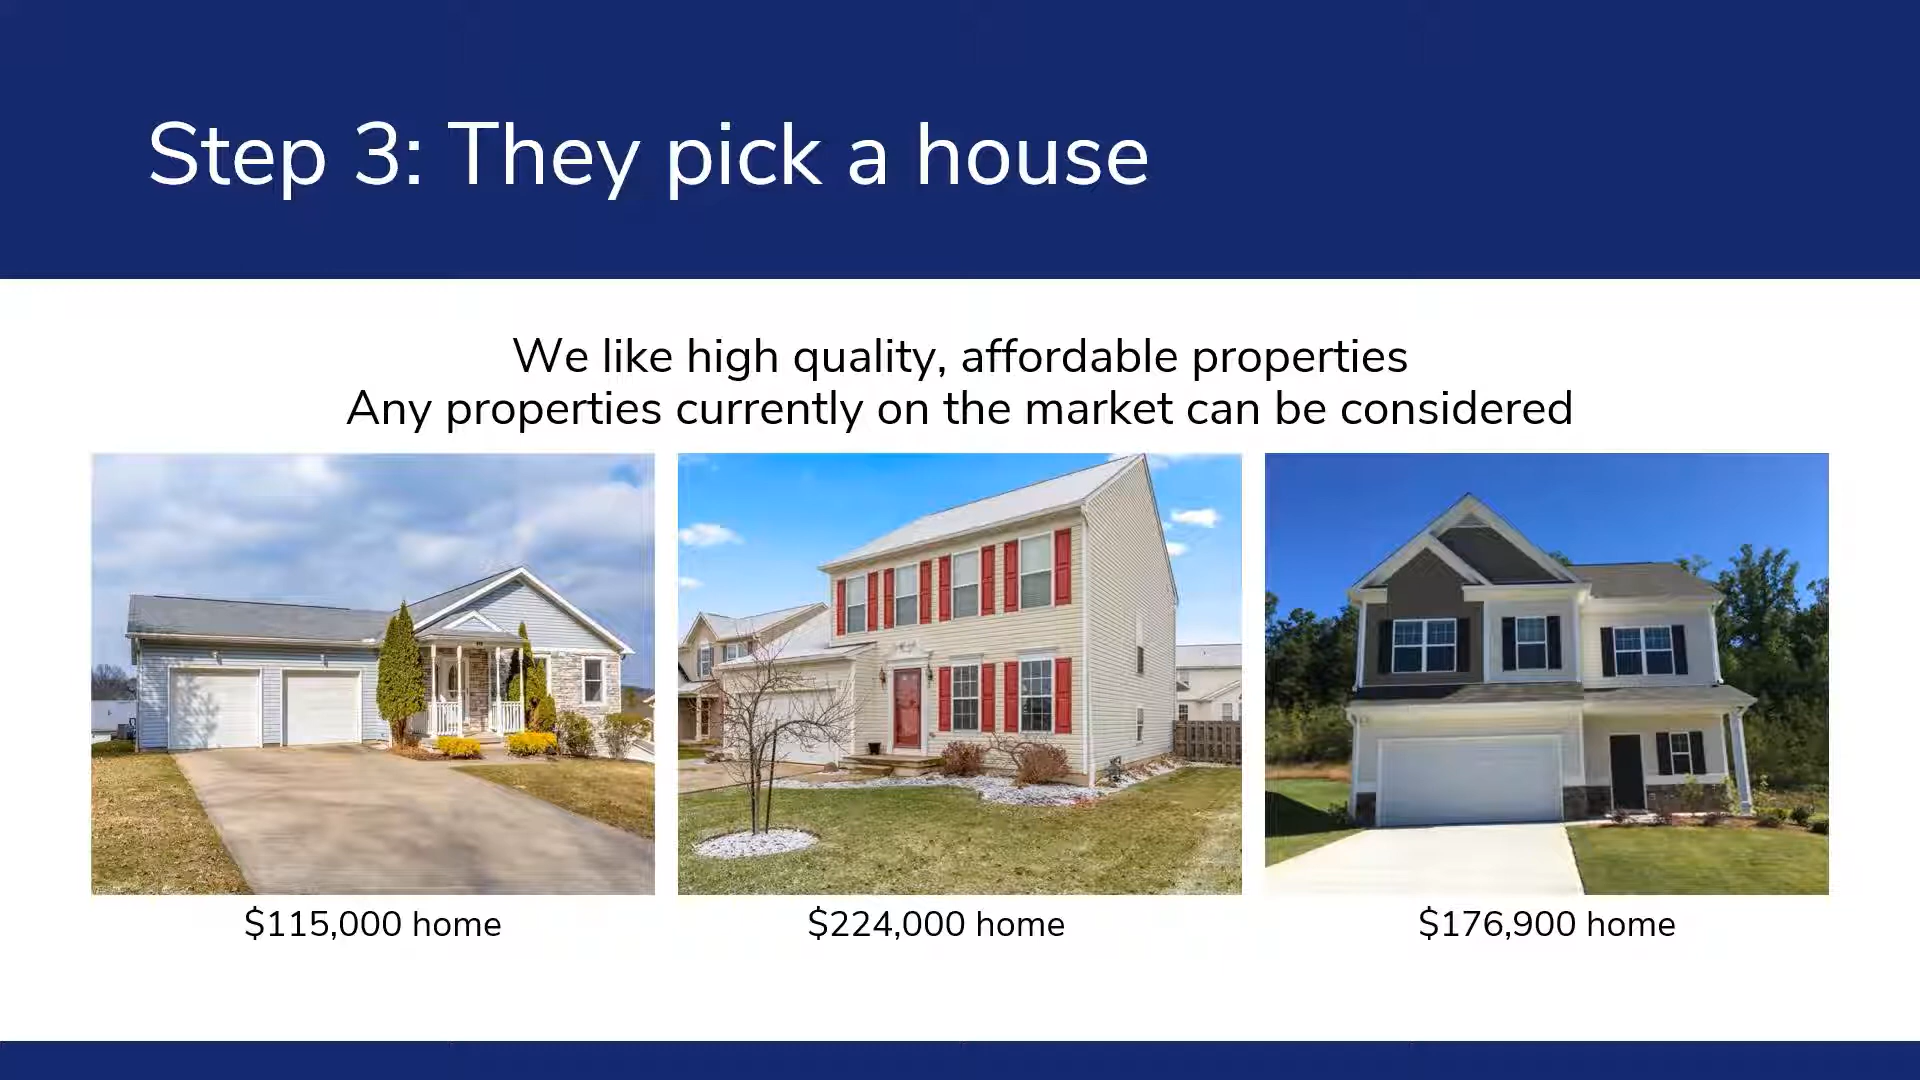 Step 3: They pick a house
We like high quality, affordable properties
Any properties currently on the market can be considered
$115,000 home
$224,000 home
$176,900 home